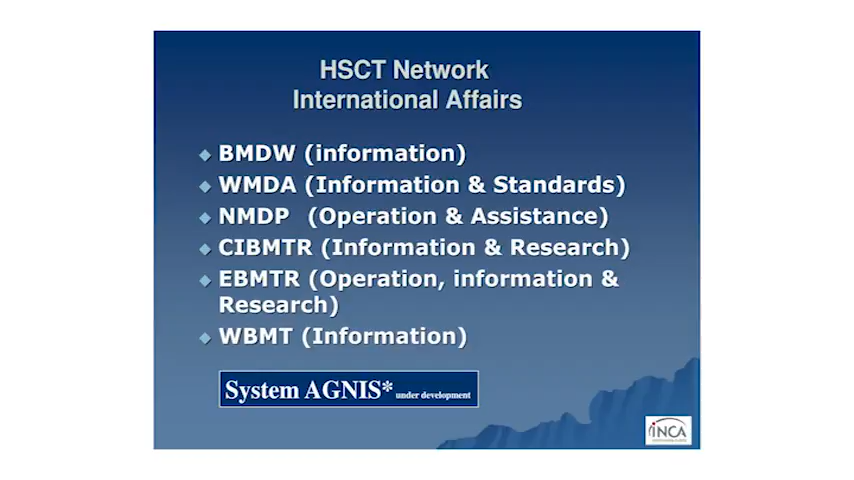 HSCT Network
International Affairs
BMDW (information)
WMDA (Information & Standards)
NMDP (Operation & Assistance)
CIBMTR (Information & Research)
EBMTR (Operation, information &
Research)
WBMT (Information)
System AGNIS* under development
INCA